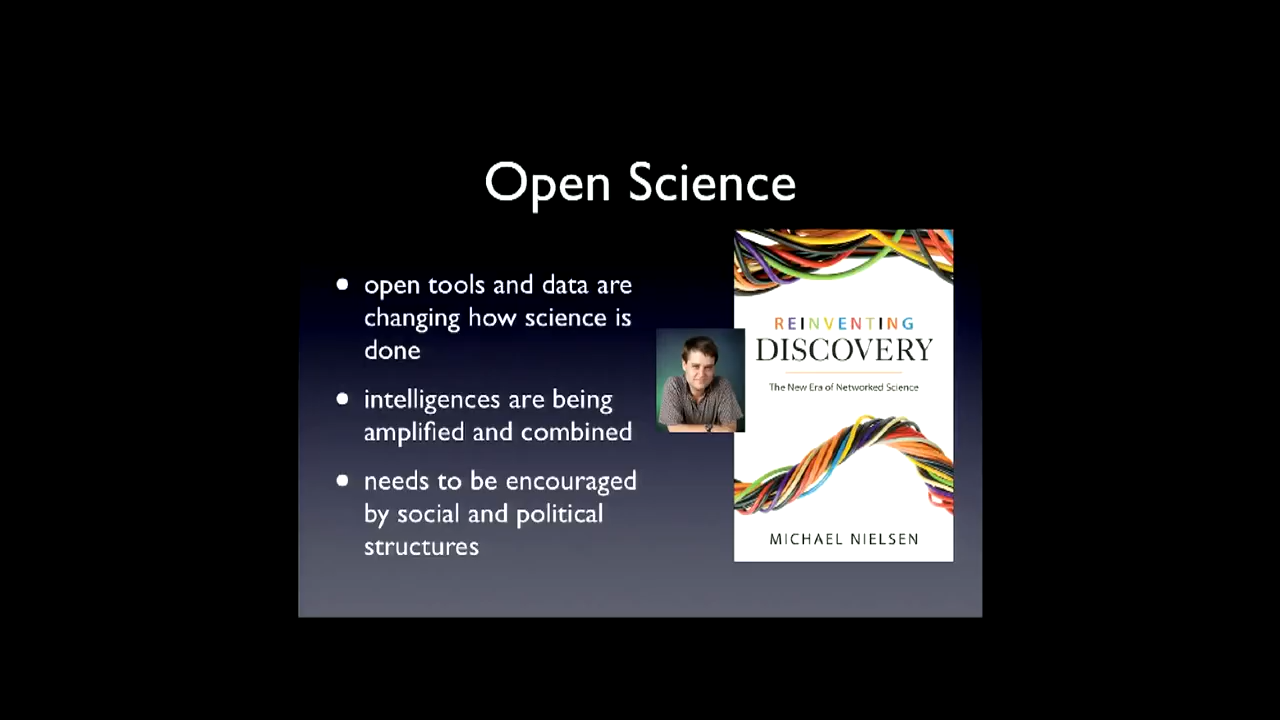 Open Science
• open tools and data are
changing how science is
done
• intelligences are being
amplified and combined
• needs to be encouraged
by social and political
structures
REINVENTING
DISCOVERY
The New Era of Networked Science
MICHAEL NIELSEN